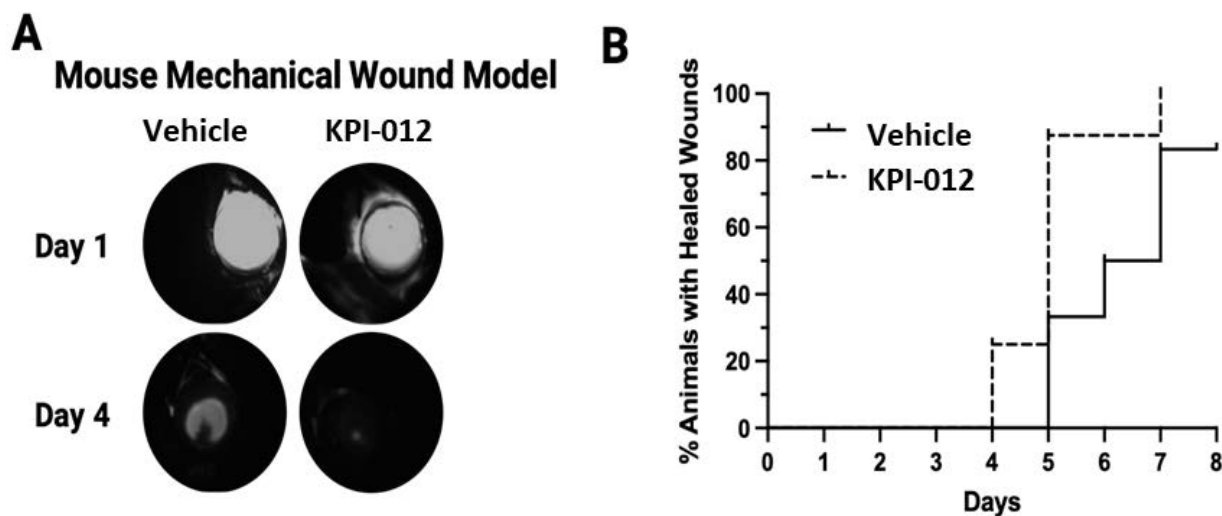 A
Mouse Mechanical Wound Model
Vehicle
KPI-012
Day 1
Day 4
B
% Animals with Healed Wounds
100
80
60
40
20
0
Vehicle
KPI-012
0 1 2 3 4 5 6 7 8
Days